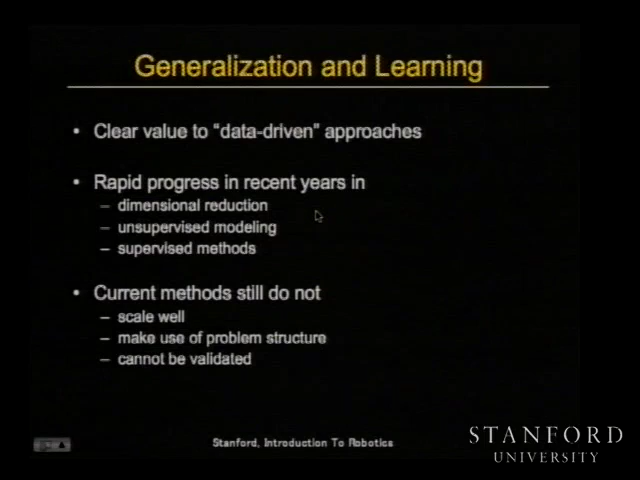 Generalization and Learning
• Clear value to “data-driven” approaches
• Rapid progress in recent years in
– dimensional reduction
– unsupervised modeling
– supervised methods
• Current methods still do not
– scale well
– make use of problem structure
– cannot be validated
Stanford, Introduction To Robotics
STANFORD
UNIVERSITY